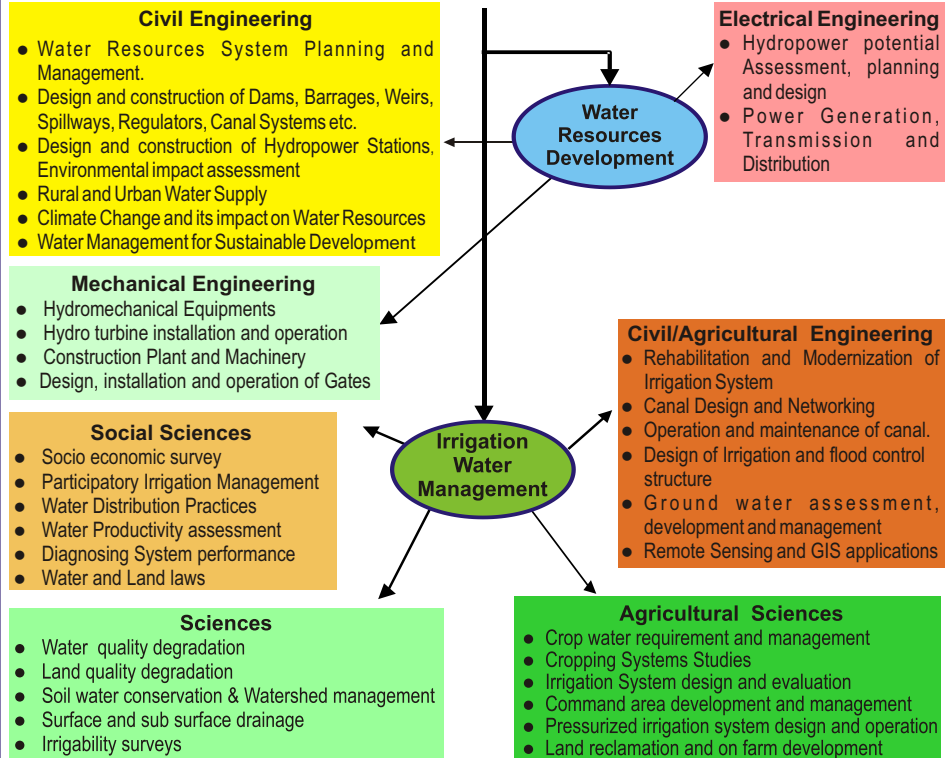 Civil Engineering
● Water Resources System Planning and
Management.
● Design and construction of Dams, Barrages, Weirs,
Spillways, Regulators, Canal Systems etc.
● Design and construction of Hydropower Stations,
Environmental impact assessment
● Rural and Urban Water Supply
● Climate Change and its impact on Water Resources
● Water Management for Sustainable Development
Water
Resources
Development
Electrical Engineering
● Hydropower potential
Assessment, planning
and design
● Power Generation,
Transmission and
Distribution
Mechanical Engineering
● Hydromechanical Equipments
● Hydro turbine installation and operation
● Construction Plant and Machinery
● Design, installation and operation of Gates
Civil/Agricultural Engineering
● Rehabilitation and Modernization of
Irrigation System
● Canal Design and Networking
● Operation and maintenance of canal.
● Design of Irrigation and flood control
structure
● Ground water assessment,
development and management
● Remote Sensing and GIS applications
Social Sciences
● Socio economic survey
● Participatory Irrigation Management
● Water Distribution Practices
● Water Productivity assessment
● Diagnosing System performance
● Water and Land laws
Irrigation
Water
Management
Sciences
● Water quality degradation
● Land quality degradation
● Soil water conservation & Watershed management
● Surface and sub surface drainage
● Irrigability surveys
Agricultural Sciences
● Crop water requirement and management
● Cropping Systems Studies
● Irrigation System design and evaluation
● Command area development and management
● Pressurized irrigation system design and operation
● Land reclamation and on farm development